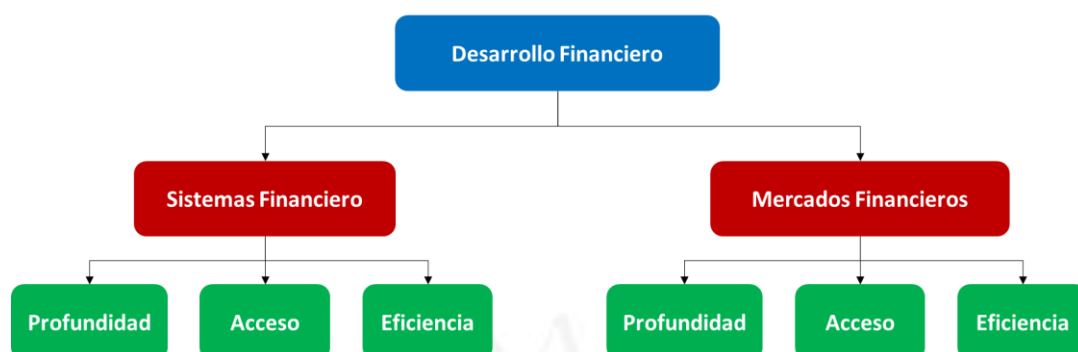 Desarrollo Financiero
Sistemas Financiero
Mercados Financieros
Profundidad
Acceso
Eficiencia
Profundidad
Acceso
Eficiencia